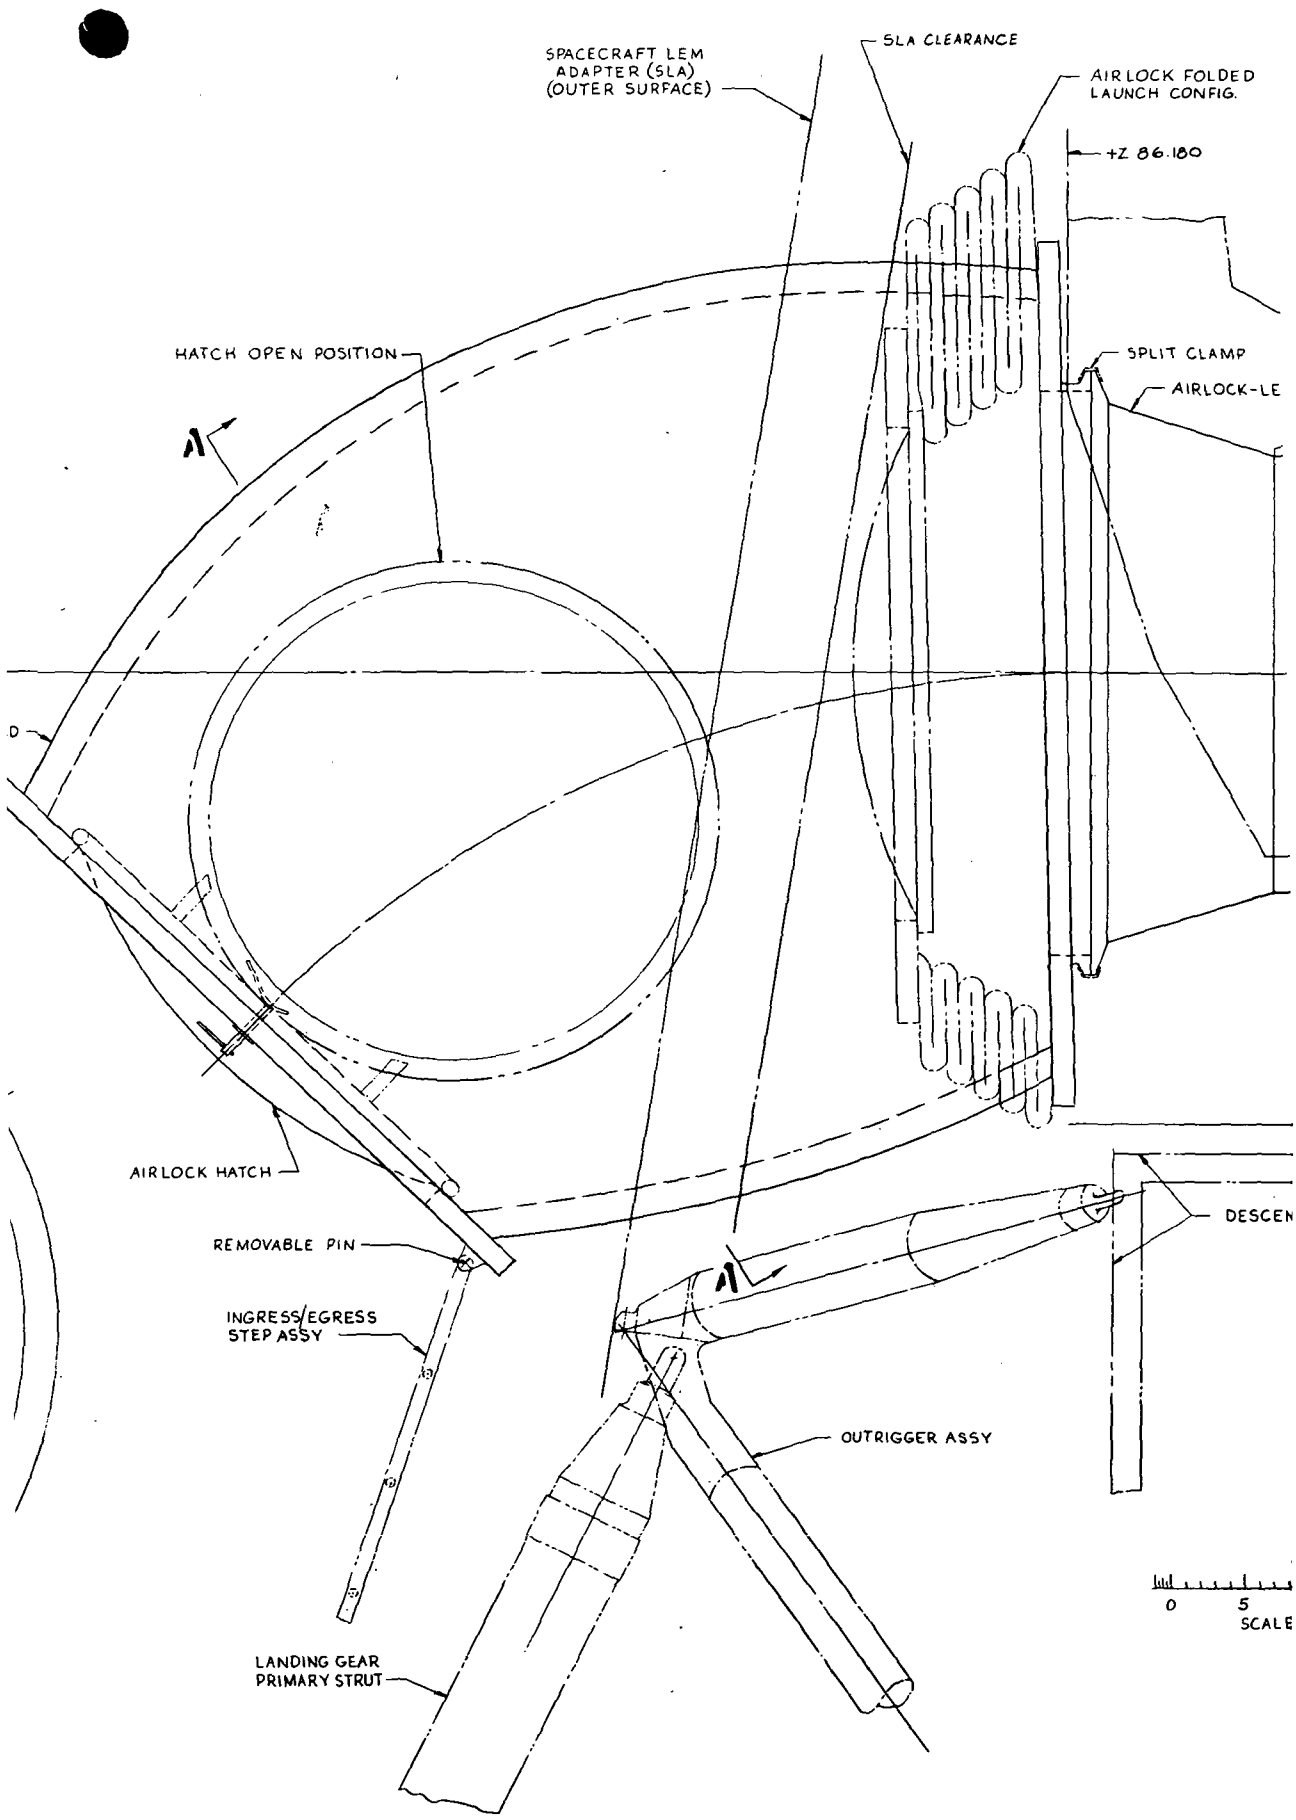 SPACECRAFT LEM
ADAPTER (SLA)
(OUTER SURFACE)
SLA CLEARANCE
AIRLOCK FOLDED
LAUNCH CONFIG.
+Z 86.180
HATCH OPEN POSITION
SPLIT CLAMP
AIRLOCK-LE
A
D
AIRLOCK HATCH
DESCEN
REMOVABLE PIN
A
INGRESS/EGRESS
STEP ASSY
OUTRIGGER ASSY
0 5
SCALE
LANDING GEAR
PRIMARY STRUT